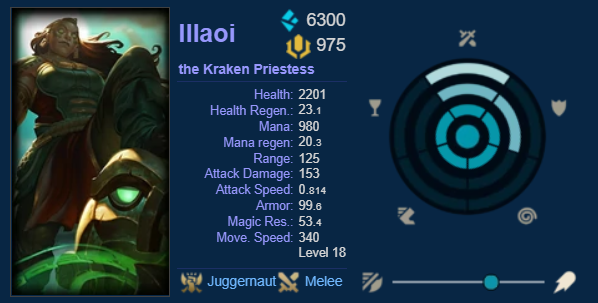 Illaoi
6300
975
the Kraken Priestess
Health: 2201
Health Regen.: 23.1
Mana: 980
Mana regen: 20.3
Range: 125
Attack Damage: 153
Attack Speed: 0.814
Armor: 99.6
Magic Res.: 53.4
Move. Speed: 340
Level 18
Juggernaut Melee